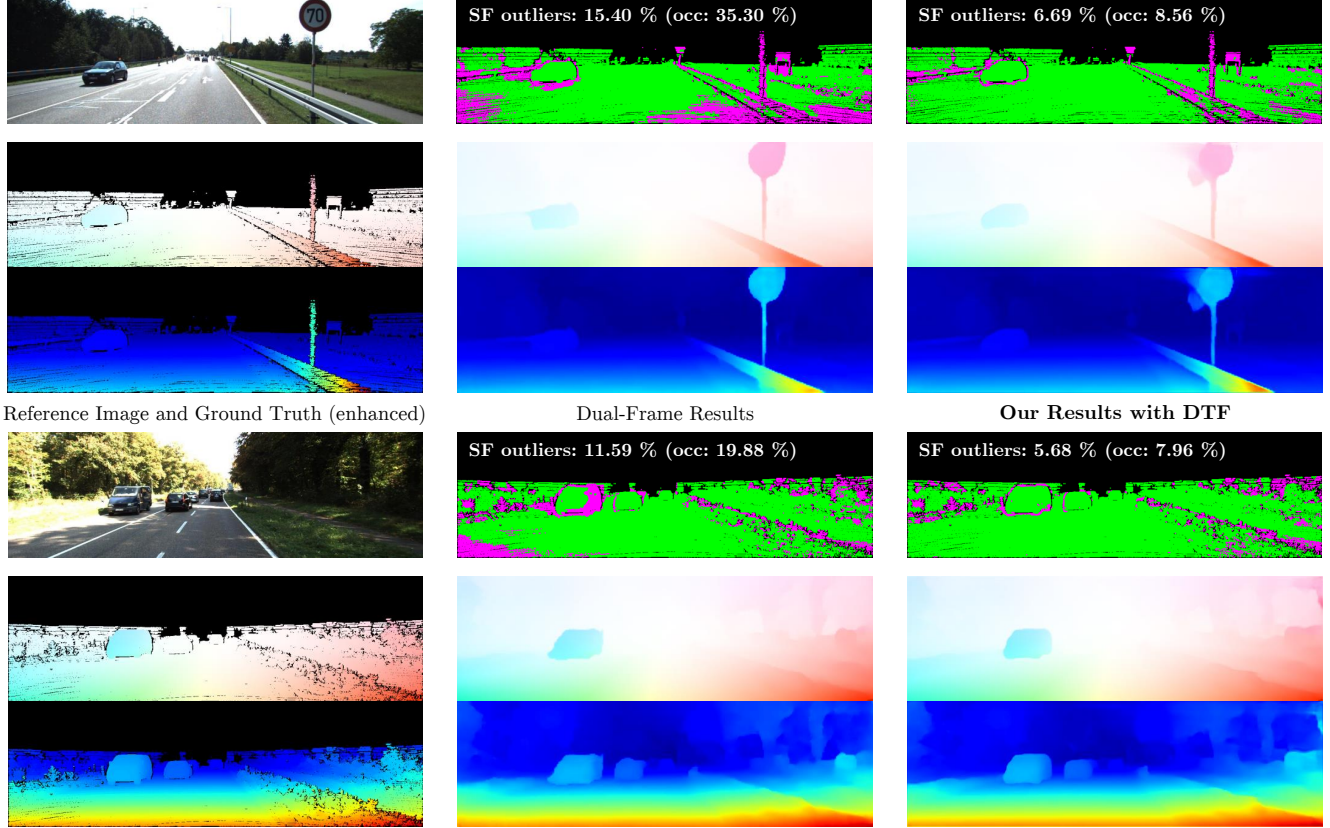 70
SF outliers: 15.40 % (occ: 35.30 %)
SF outliers: 6.69 % (occ: 8.56 %)
Reference Image and Ground Truth (enhanced)
Dual-Frame Results
Our Results with DTF
SF outliers: 11.59 % (occ: 19.88 %)
SF outliers: 5.68 % (occ: 7.96 %)